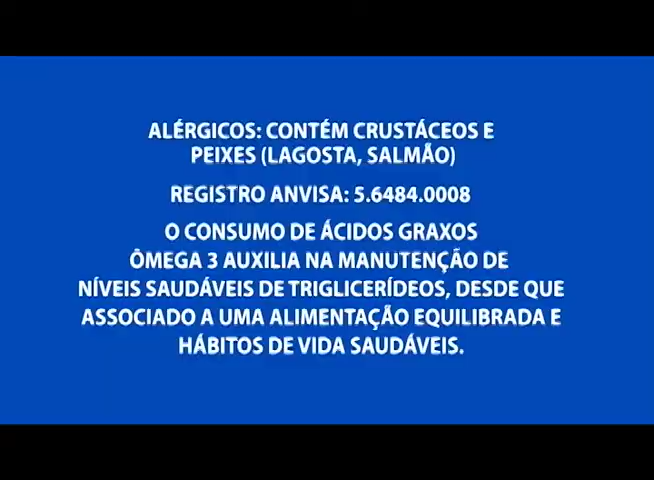 ALÉRGICOS: CONTÉM CRUSTÁCEOS E
PEIXES (LAGOSTA, SALMÃO)
REGISTRO ANVISA: 5.6484.0008
O CONSUMO DE ÁCIDOS GRAXOS
ÔMEGA 3 AUXILIA NA MANUTENÇÃO DE
NÍVEIS SAUDÁVEIS DE TRIGLICERÍDEOS, DESDE QUE
ASSOCIADO A UMA ALIMENTAÇÃO EQUILIBRADA E
HÁBITOS DE VIDA SAUDÁVEIS.